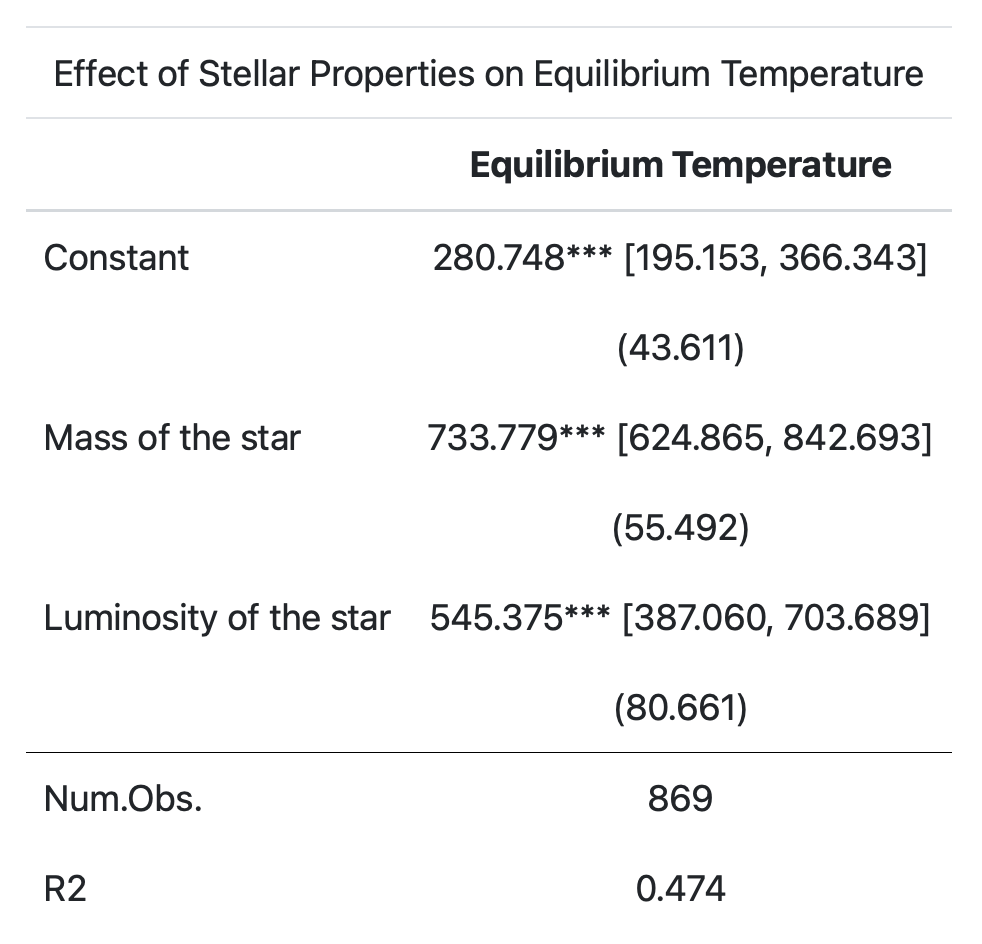 Effect of Stellar Properties on Equilibrium Temperature
Equilibrium Temperature
Constant 280.748*** [195.153, 366.343]
(43.611)
Mass of the star 733.779*** [624.865, 842.693]
(55.492)
Luminosity of the star 545.375*** [387.060, 703.689]
(80.661)
Num.Obs. 869
R2 0.474